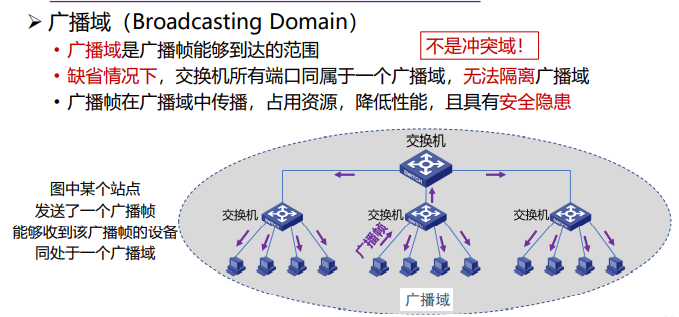 ➢ 广播域（Broadcasting Domain）
• 广播域是广播帧能够到达的范围
不是冲突域！
• 缺省情况下，交换机所有端口同属于一个广播域，无法隔离广播域
• 广播帧在广播域中传播，占用资源，降低性能，且具有安全隐患
交换机
SWITCH
图中某个站点
发送了一个广播帧
能够收到该广播帧的设备
同处于一个广播域
交换机
交换机
交换机
广播帧
广播域